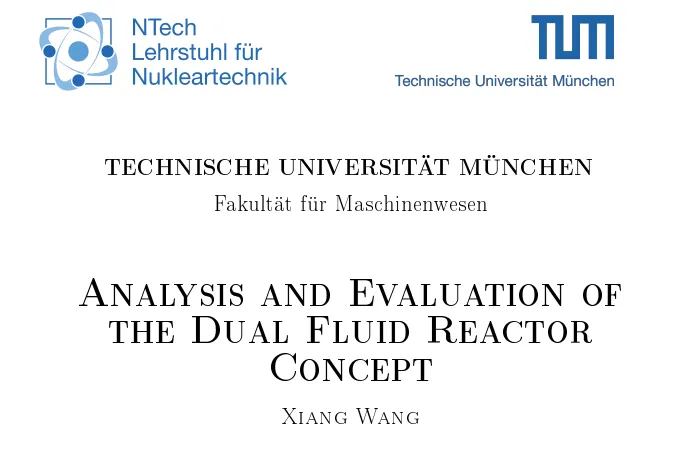 NTech
Lehrstuhl für
Nukleartechnik
TUM
Technische Universität München
TECHNISCHE UNIVERSITÄT MÜNCHEN
Fakultät für Maschinenwesen
Analysis and Evaluation of
the Dual Fluid Reactor
Concept
Xiang Wang